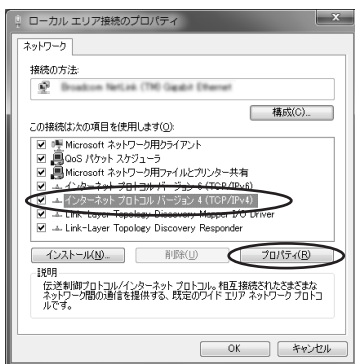 ローカル エリア接続のプロパティ
ネットワーク
接続の方法:
Broadcom NetLink (TM) Gigabit Ethernet
構成(C)...
この接続は次の項目を使用します(O):
Microsoft ネットワーク用クライアント
QoS パケット スケジューラ
Microsoft ネットワーク用ファイルとプリンター共有
インターネット プロトコル バージョン 6 (TCP/IPv6)
インターネット プロトコル バージョン 4 (TCP/IPv4)
Link-Layer Topology Discovery Mapper I/O Driver
Link-Layer Topology Discovery Responder
インストール(N)...
削除(U)
プロパティ(R)
説明
伝送制御プロトコル/インターネット プロトコル。相互接続されたさまざまな
ネットワーク間の通信を提供する、既定のワイド エリア ネットワーク プロトコ
ルです。
OK
キャンセル